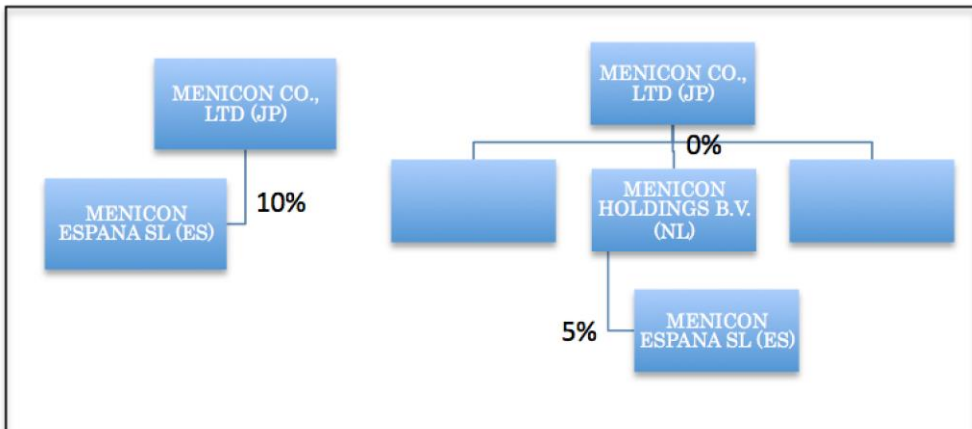 MENICON CO.,
LTD (JP)
10%
MENICON
ESPANA SL (ES)
MENICON CO.,
LTD (JP)
0%
MENICON
HOLDINGS B.V.
(NL)
5%
MENICON
ESPANA SL (ES)